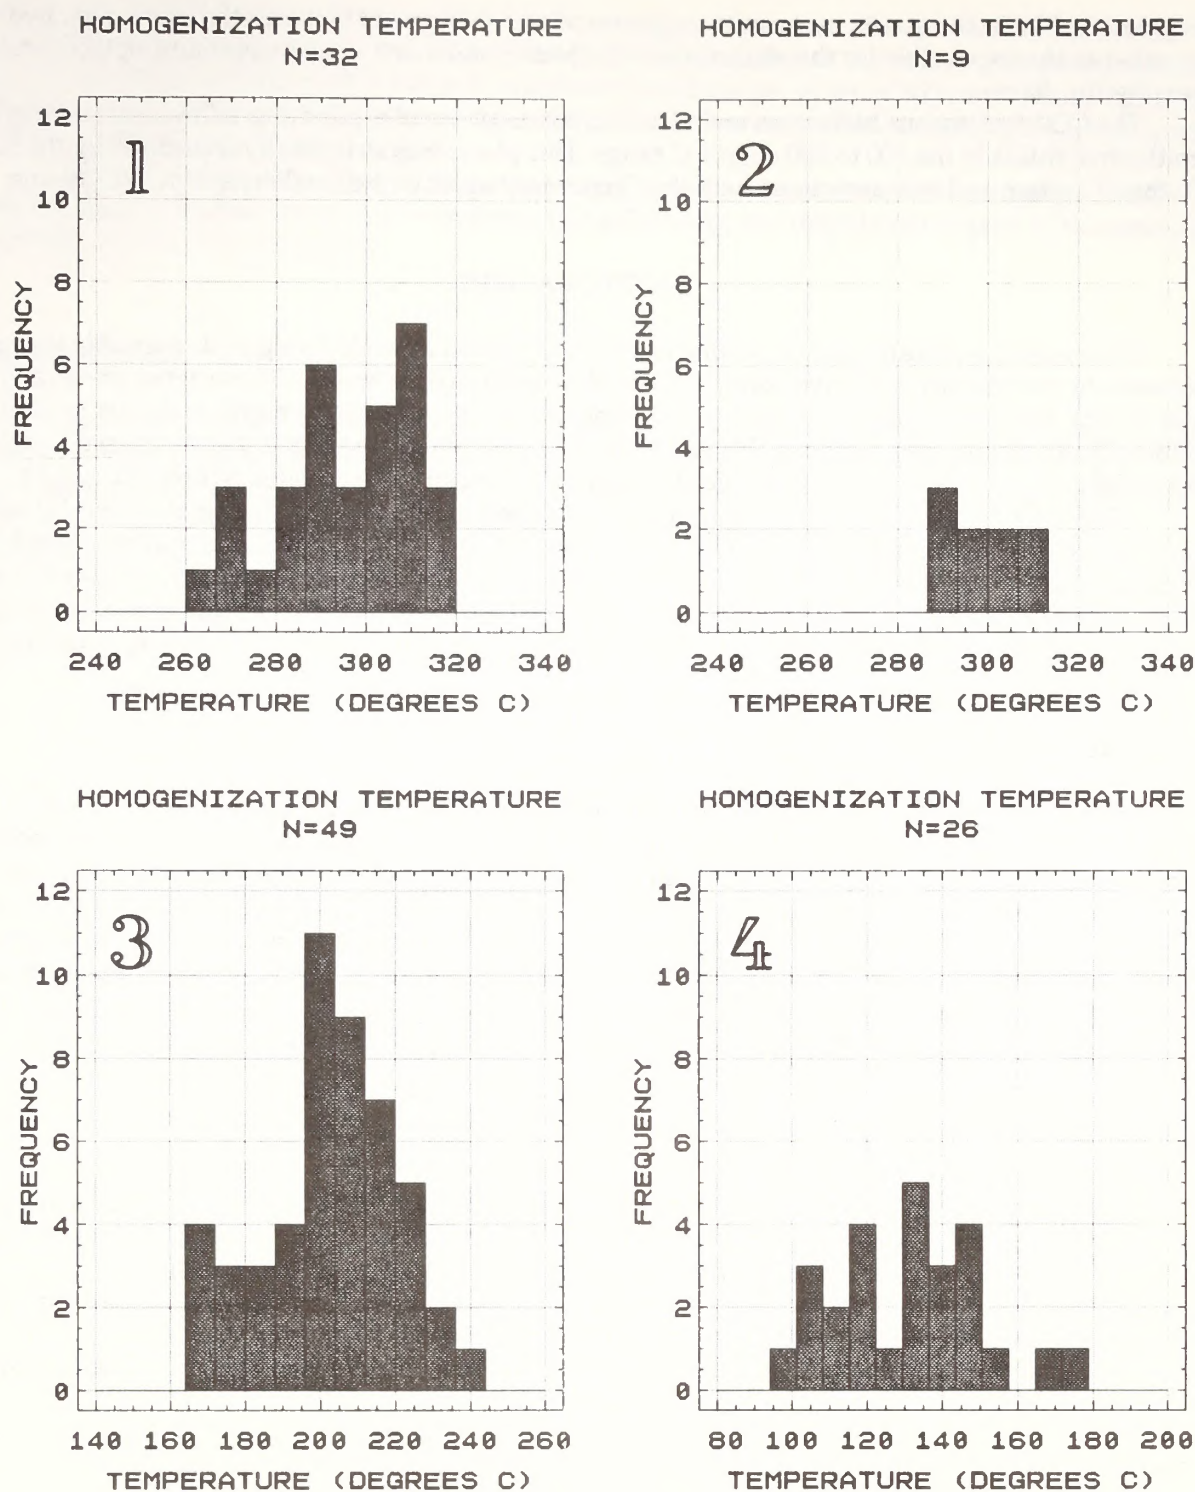 HOMOGENIZATION TEMPERATURE
N=32
12
10
8
6
4
2
0
1
FREQUENCY
240 260 280 300 320 340
TEMPERATURE (DEGREES C)
HOMOGENIZATION TEMPERATURE
N=9
12
10
8
6
4
2
0
2
FREQUENCY
240 260 280 300 320 340
TEMPERATURE (DEGREES C)
HOMOGENIZATION TEMPERATURE
N=49
12
10
8
6
4
2
0
3
FREQUENCY
140 160 180 200 220 240 260
TEMPERATURE (DEGREES C)
HOMOGENIZATION TEMPERATURE
N=26
12
10
8
6
4
2
0
4
FREQUENCY
80 100 120 140 160 180 200
TEMPERATURE (DEGREES C)